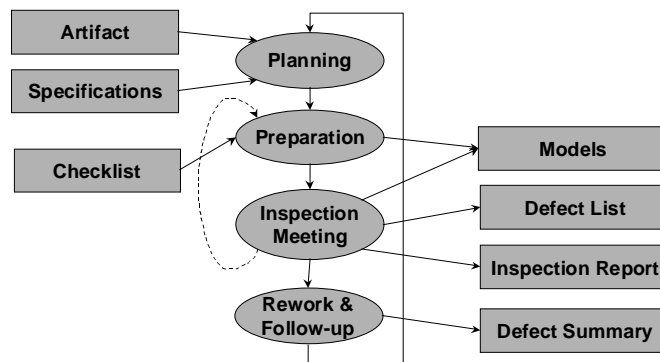 Artifact
Planning
Specifications
Preparation
Checklist
Models
Inspection
Meeting
Defect List
Inspection Report
Rework &
Follow-up
Defect Summary